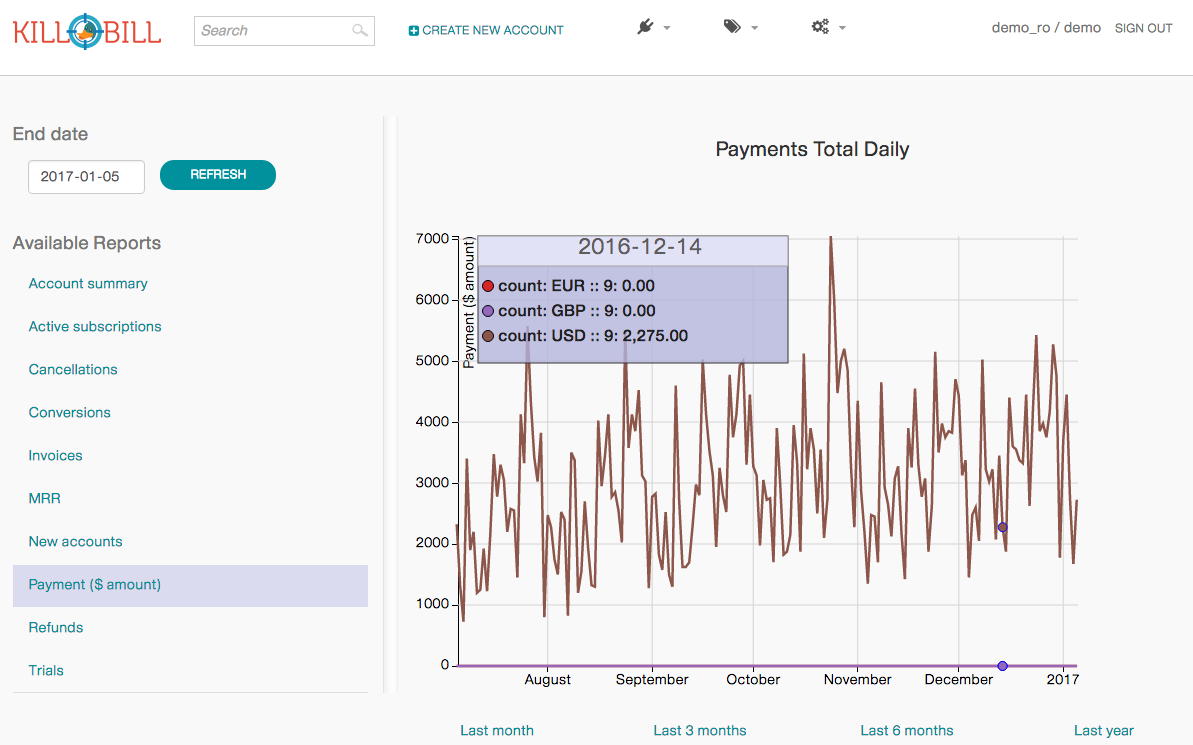 KILL BILL
Search
CREATE NEW ACCOUNT
demo_ro / demo
SIGN OUT
End date
2017-01-05
REFRESH
Available Reports
Account summary
Active subscriptions
Cancellations
Conversions
Invoices
MRR
New accounts
Payment ($ amount)
Refunds
Trials
Payments Total Daily
Payment ($ amount)
7000
6000
5000
4000
3000
2000
1000
0
2016-12-14
count: EUR :: 9: 0.00
count: GBP :: 9: 0.00
count: USD :: 9: 2,275.00
August
September
October
November
December
2017
Last month
Last 3 months
Last 6 months
Last year